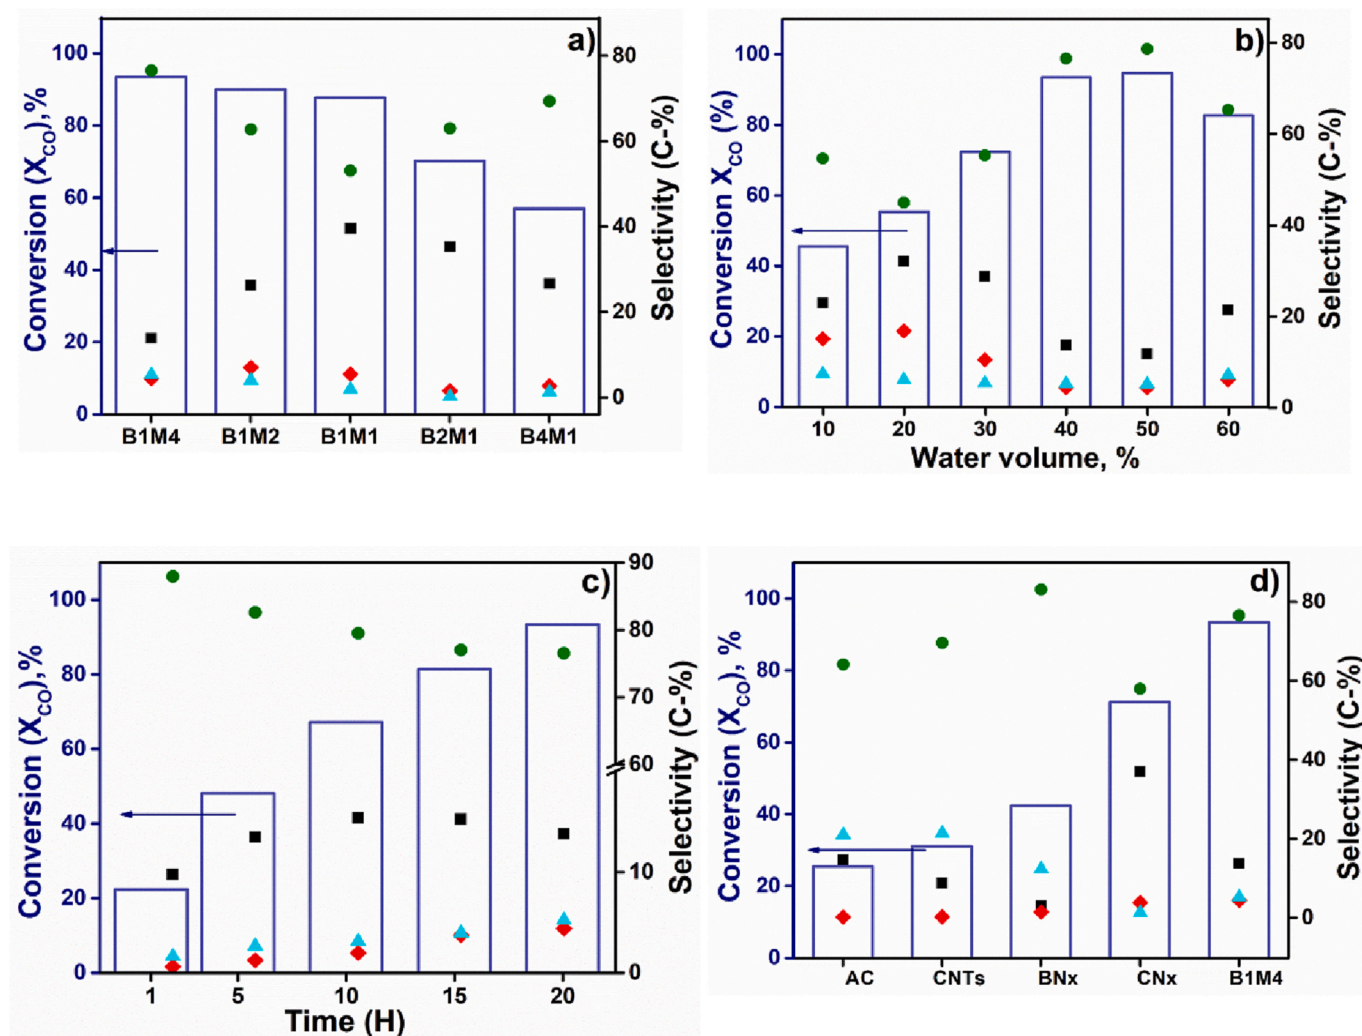 a)
Conversion (XCO),%
100
80
60
40
20
0
Selectivity (C-%)
80
60
40
20
0
B1M4 B1M2 B1M1 B2M1 B4M1
b)
Conversion XCO (%)
100
80
60
40
20
0
Selectivity (C-%)
80
60
40
20
0
10 20 30 40 50 60
Water volume, %
c)
Conversion (XCO),%
100
80
60
40
20
0
Selectivity (C-%)
90
80
70
60
10
0
1 5 10 15 20
Time (H)
d)
Conversion (XCO), %
100
80
60
40
20
0
Selectivity (C-%)
80
60
40
20
0
AC CNTs BNx CNx B1M4